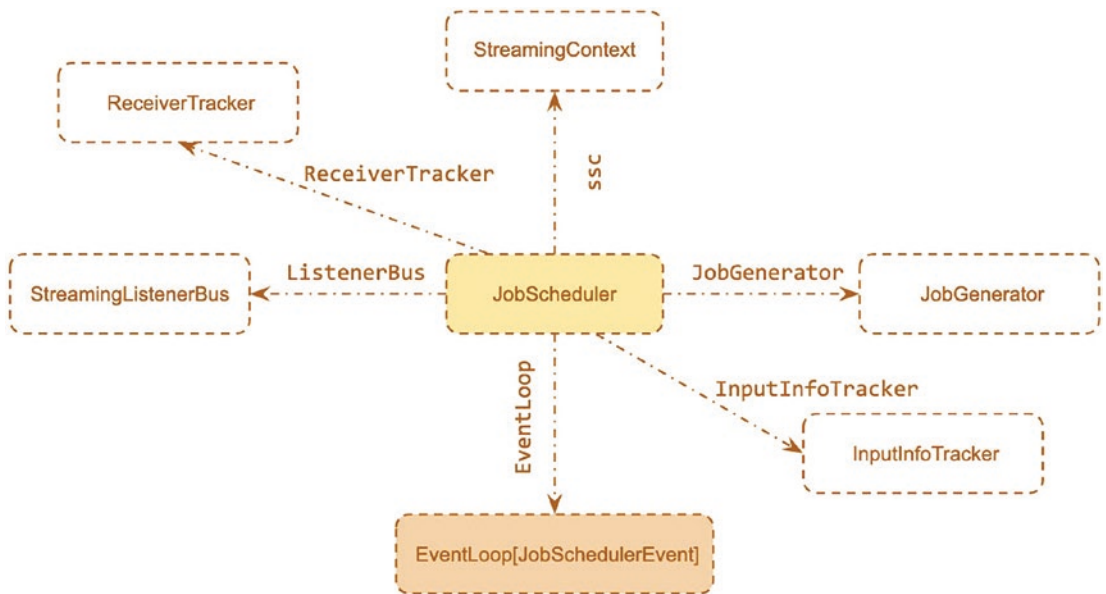 StreamingContext
ReceiverTracker
ReceiverTracker
ssc
StreamingListenerBus
ListenerBus
JobScheduler
JobGenerator
JobGenerator
EventLoop
InputInfoTracker
InputInfoTracker
EventLoop[JobSchedulerEvent]